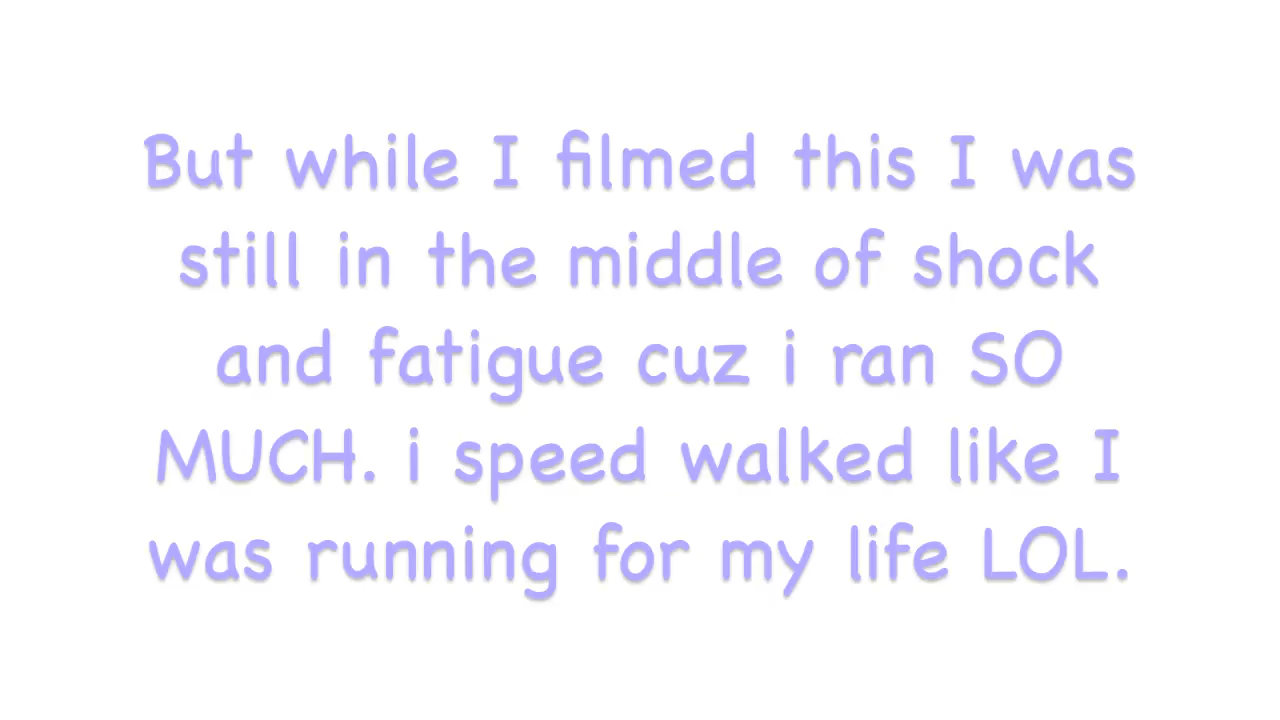 But while I filmed this I was
still in the middle of shock
and fatigue cuz i ran SO
MUCH. i speed walked like I
was running for my life LOL.